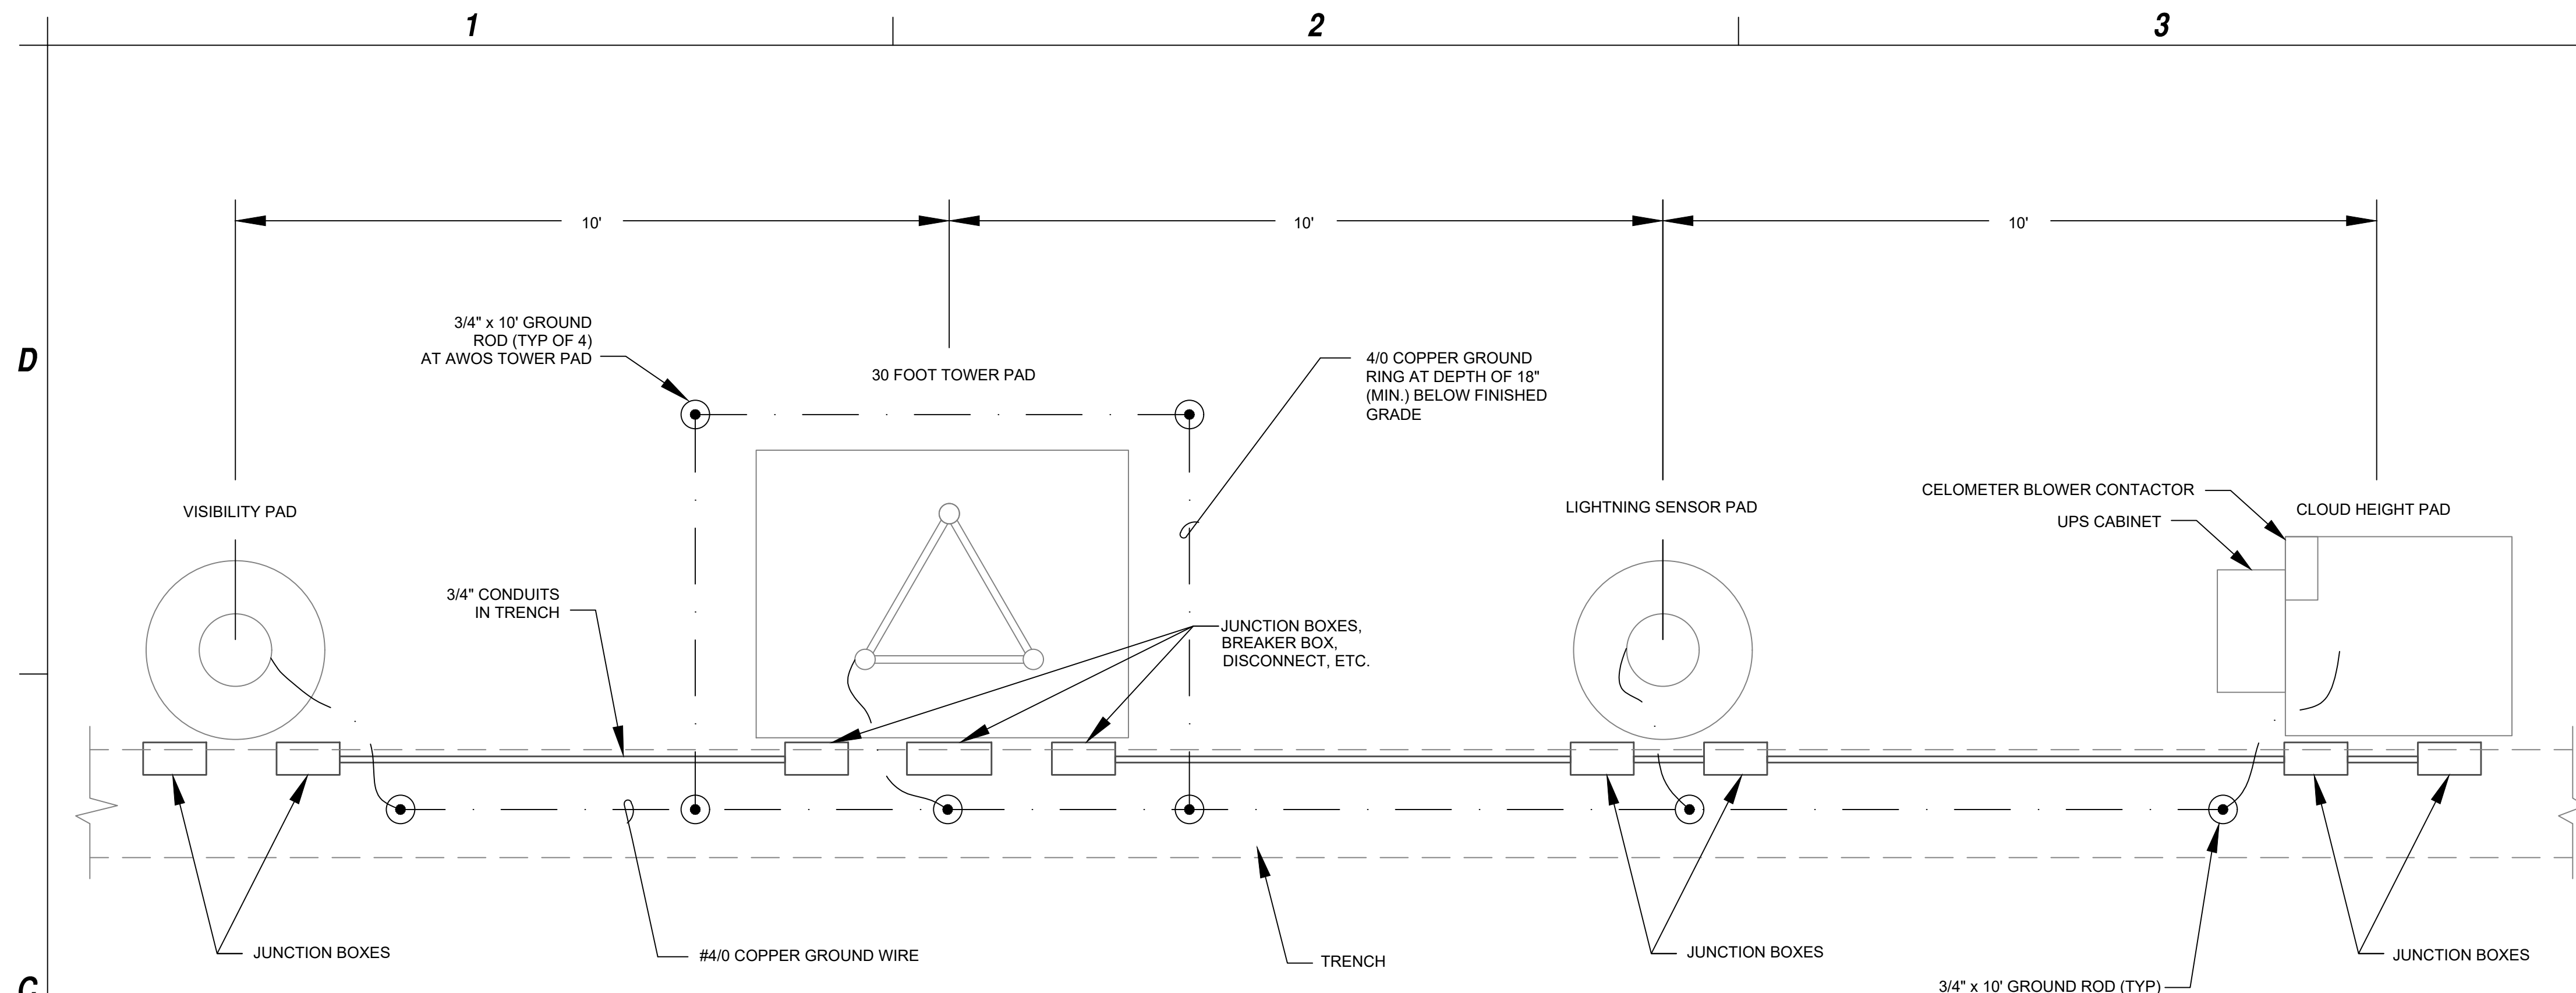 1
2
3
10'
10'
10'
3/4" x 10' GROUND
ROD (TYP OF 4)
AT AWOS TOWER PAD
30 FOOT TOWER PAD
4/0 COPPER GROUND
RING AT DEPTH OF 18"
(MIN.) BELOW FINISHED
GRADE
D
VISIBILITY PAD
LIGHTNING SENSOR PAD
CELOMETER BLOWER CONTACTOR
UPS CABINET
CLOUD HEIGHT PAD
3/4" CONDUITS
IN TRENCH
JUNCTION BOXES,
BREAKER BOX,
DISCONNECT, ETC.
JUNCTION BOXES
#4/0 COPPER GROUND WIRE
TRENCH
JUNCTION BOXES
JUNCTION BOXES
3/4" x 10' GROUND ROD (TYP)
C